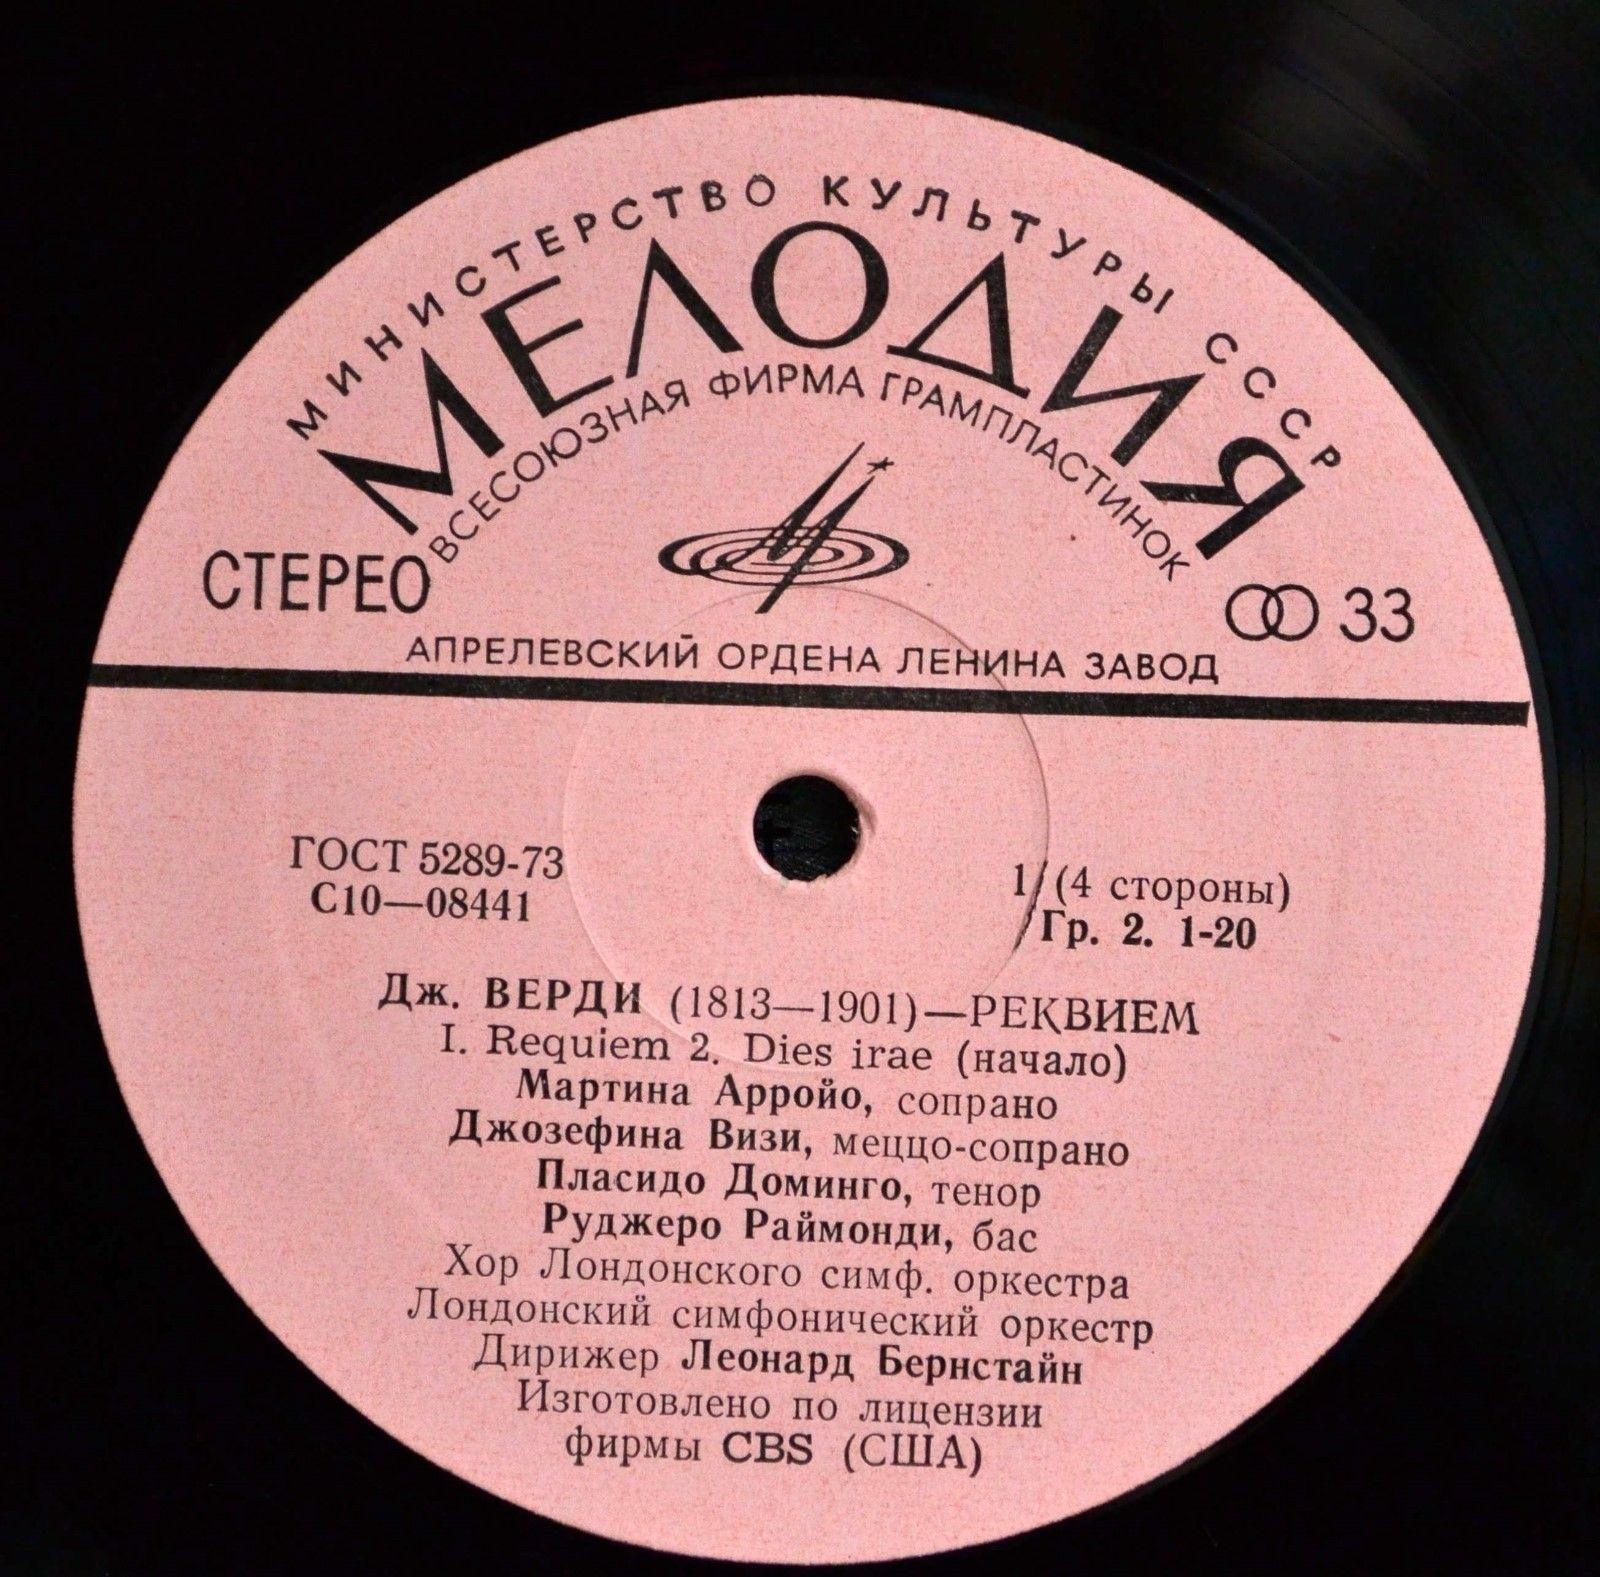 МИНИСТЕРСТВО КУЛЬТУРЫ СССР
МЕЛОДИЯ
ВСЕСОЮЗНАЯ ФИРМА ГРАМПЛАСТИНОК
СТЕРЕО
33
АПРЕЛЕВСКИЙ ОРДЕНА ЛЕНИНА ЗАВОД
ГОСТ 5289-73
С10—08441
1/(4 стороны)
Гр. 2. 1-20
Дж. ВЕРДИ (1813—1901)—РЕКВИЕМ
I. Requiem 2. Dies irae (начало)
Мартина Арройо, сопрано
Джозефина Визи, меццо-сопрано
Пласидо Доминго, тенор
Руджеро Раймонди, бас
Хор Лондонского симф. оркестра
Лондонский симфонический оркестр
Дирижер Леонард Бернстайн
Изготовлено по лицензии
фирмы CBS (США)